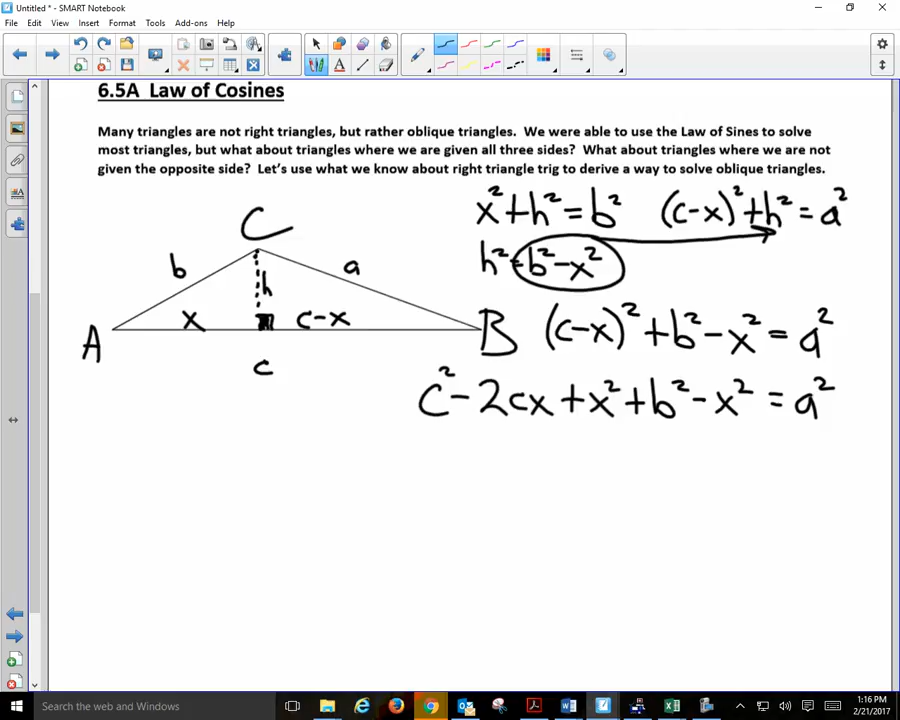 Untitled * - SMART Notebook
File Edit View Insert Format Tools Add-ons Help
6.5A Law of Cosines
Many triangles are not right triangles, but rather oblique triangles. We were able to use the Law of Sines to solve
most triangles, but what about triangles where we are given all three sides? What about triangles where we are not
given the opposite side? Let's use what we know about right triangle trig to derive a way to solve oblique triangles.
x² + h² = b² (c-x)² + h² = a²
C
b a
h
h² = b² - x²
x c-x
A B (c-x)² + b² - x² = a²
c
c² - 2cx + x² + b² - x² = a²
Search the web and Windows
1:16 PM
2/21/2017